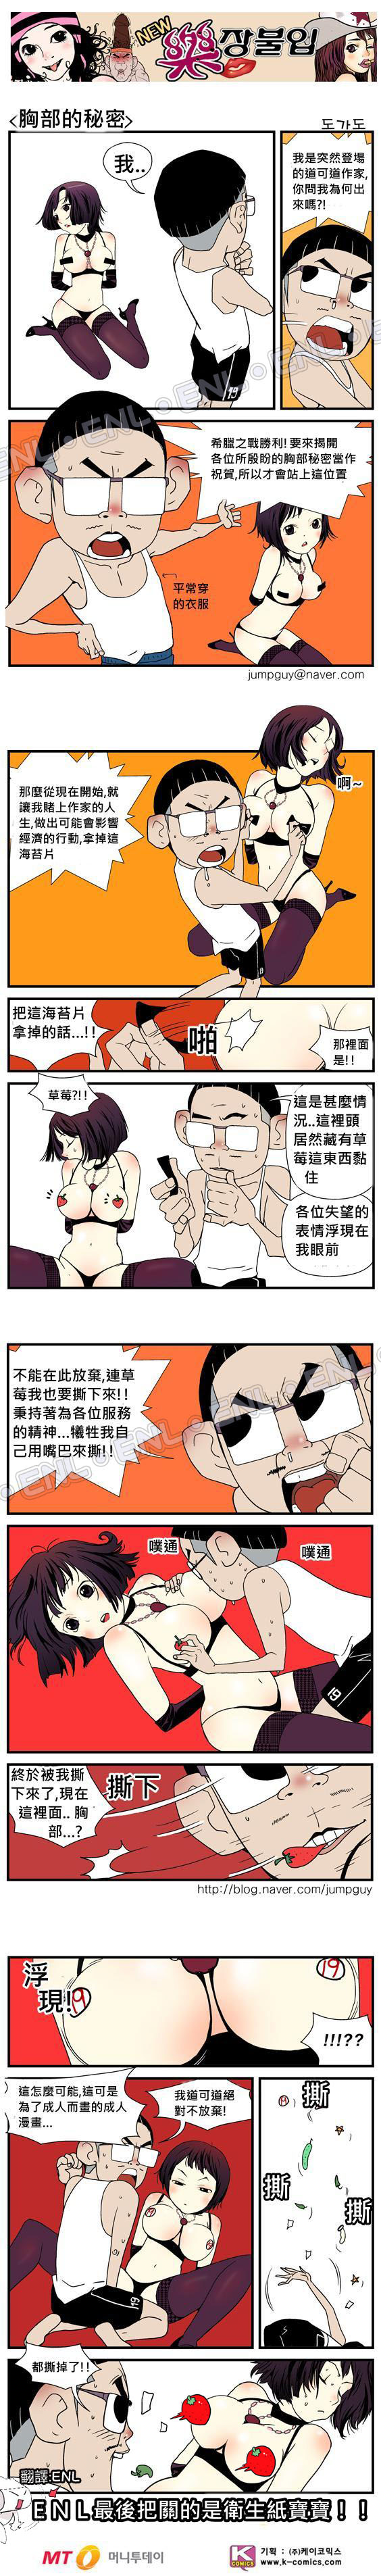 NEW 樂 장불입
<胸部的秘密>
도가도
我..
我是突然登場
的道可道作家,
你問我為何出
來嗎?!
ENL ENL ENL ENL
希臘之戰勝利! 要來揭開
各位所股盼的胸部秘密當作
祝賀,所以才會站上這位置
平常穿
的衣服
jumpguy@naver.com
那麼從現在開始,就
讓我賭上作家的人
生,做出可能會影響
經濟的行動,拿掉這
海苔片
啊~
把這海苔片
拿掉的話...!!
啪
那裡面
是!!
草莓?!!
這是甚麼情
況..這裡頭
居然藏有草
莓這東西黏
住
各位失望的
表情浮現在
我眼前
不能在此放棄,連草
莓我也要撕下來!!
秉持著為各位服務
的精神...犧牲我自
己用嘴巴來撕!!
ENL ENL ENL ENL
噗通
噗通
19
終於被我撕
下來了,現在
這裡面.. 胸
部...?
撕下
http://blog.naver.com/jumpguy
浮
現!
19
19
!!!??
這怎麼可能,這可是
為了成人而畫的成人
漫畫...
我道可道絕
對不放棄!
19
撕
撕
撕
都撕掉了!!
翻譯:ENL
ENL最後把關的是衛生紙寶寶!!
MT 머니투데이
K COMICS 기획 : (주)케이코믹스
www.k-comics.com